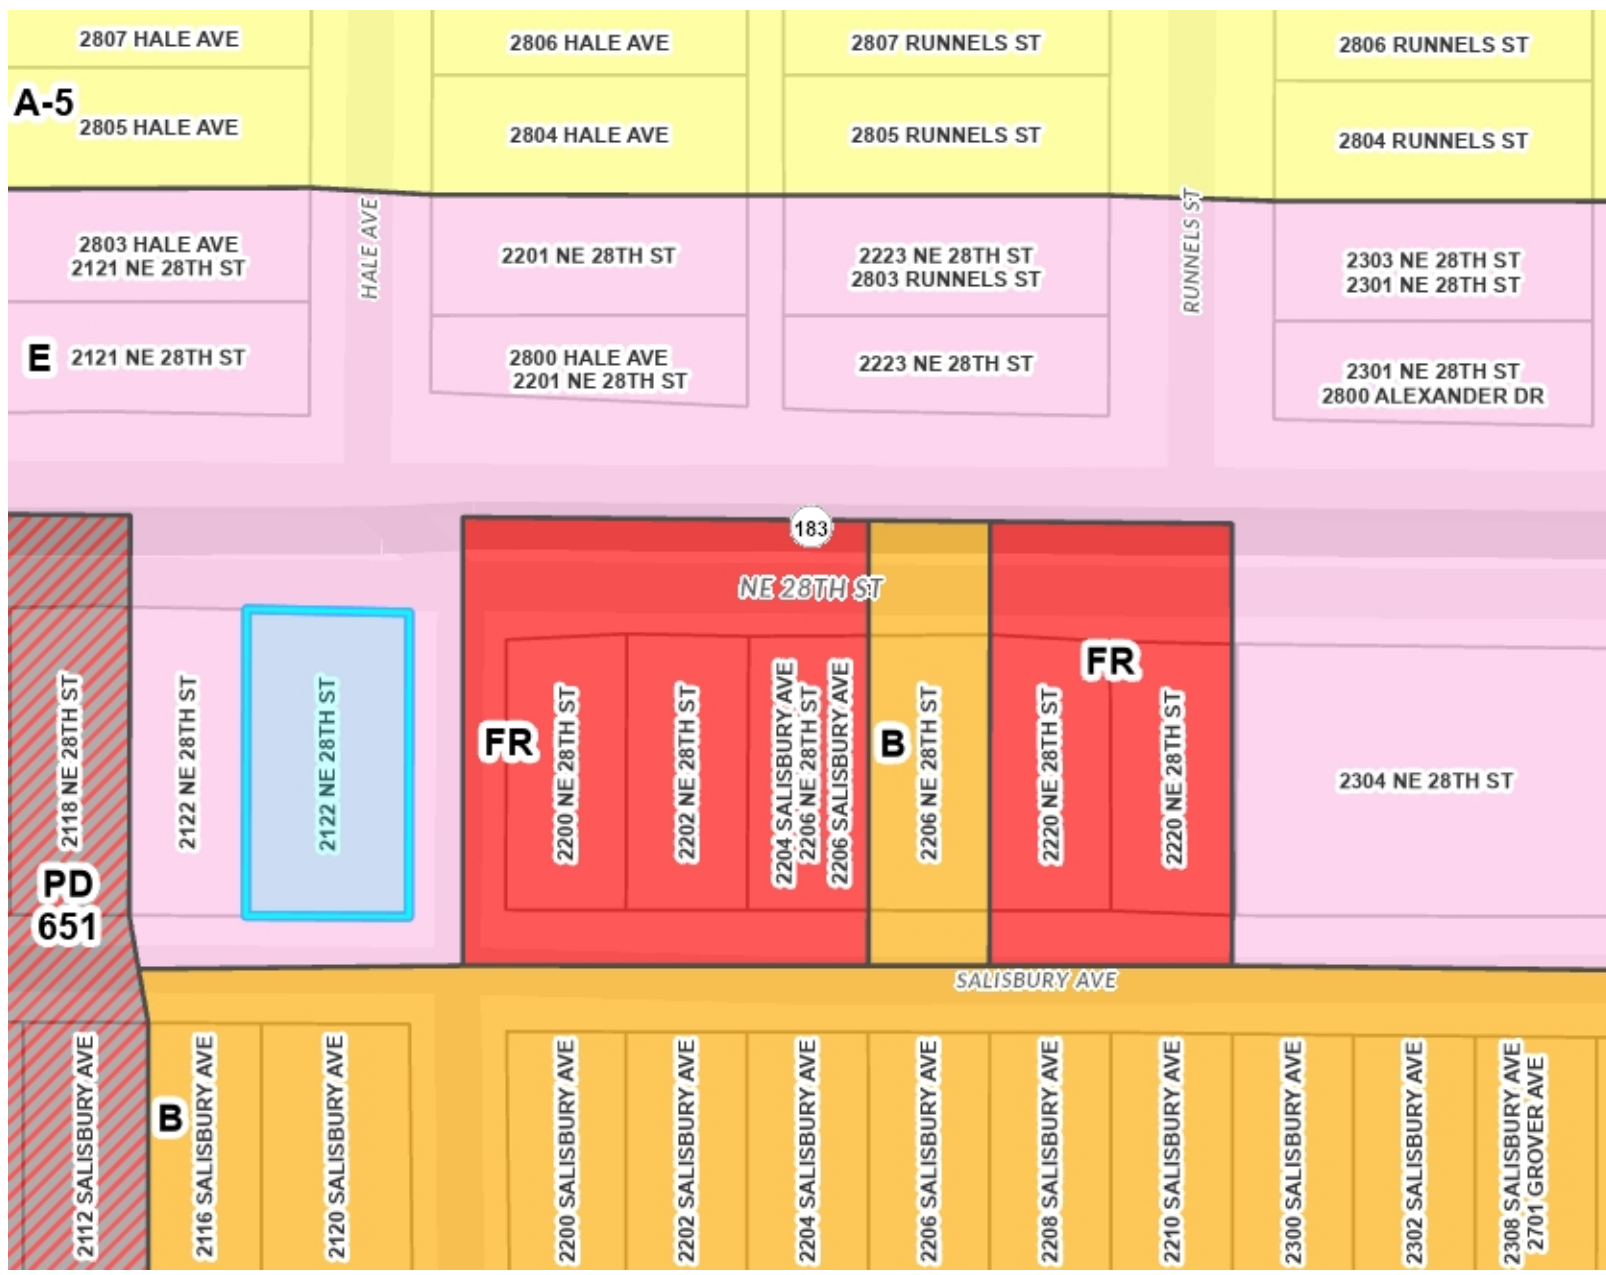 2807 HALE AVE
2806 HALE AVE
2807 RUNNELS ST
2806 RUNNELS ST
A-5
2805 HALE AVE
2804 HALE AVE
2805 RUNNELS ST
2804 RUNNELS ST
HALE AVE
RUNNELS ST
2803 HALE AVE
2121 NE 28TH ST
2201 NE 28TH ST
2223 NE 28TH ST
2803 RUNNELS ST
2303 NE 28TH ST
2301 NE 28TH ST
E
2121 NE 28TH ST
2800 HALE AVE
2201 NE 28TH ST
2223 NE 28TH ST
2301 NE 28TH ST
2800 ALEXANDER DR
183
NE 28TH ST
2118 NE 28TH ST
PD
651
2122 NE 28TH ST
2122 NE 28TH ST
FR
2200 NE 28TH ST
2202 NE 28TH ST
2204 SALISBURY AVE
2206 NE 28TH ST
2206 SALISBURY AVE
B
2206 NE 28TH ST
2220 NE 28TH ST
FR
2220 NE 28TH ST
2304 NE 28TH ST
SALISBURY AVE
2112 SALISBURY AVE
B
2116 SALISBURY AVE
2120 SALISBURY AVE
2200 SALISBURY AVE
2202 SALISBURY AVE
2204 SALISBURY AVE
2206 SALISBURY AVE
2208 SALISBURY AVE
2210 SALISBURY AVE
2300 SALISBURY AVE
2302 SALISBURY AVE
2308 SALISBURY AVE
2701 GROVER AVE